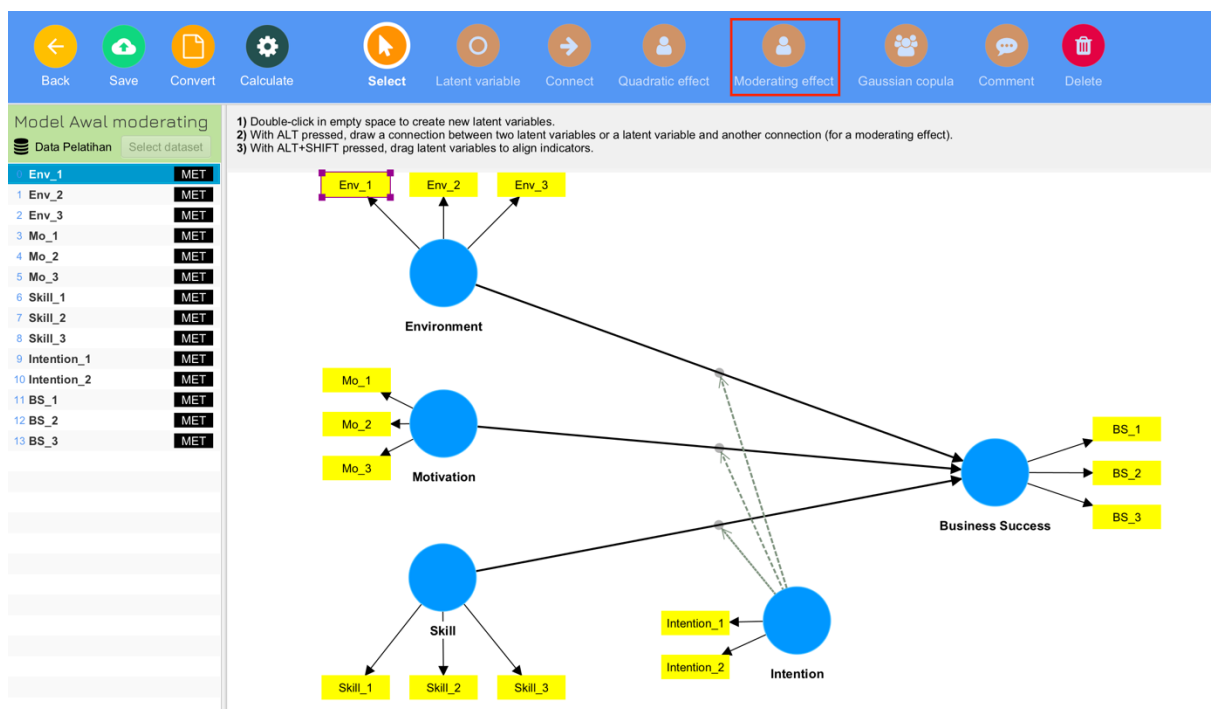 Back
Save
Convert
Calculate
Select
Latent variable
Connect
Quadratic effect
Moderating effect
Gaussian copula
Comment
Delete
Model Awal moderating
Data Pelatihan
Select dataset
0 Env_1 MET
1 Env_2 MET
2 Env_3 MET
3 Mo_1 MET
4 Mo_2 MET
5 Mo_3 MET
6 Skill_1 MET
7 Skill_2 MET
8 Skill_3 MET
9 Intention_1 MET
10 Intention_2 MET
11 BS_1 MET
12 BS_2 MET
13 BS_3 MET
1) Double-click in empty space to create new latent variables.
2) With ALT pressed, draw a connection between two latent variables or a latent variable and another connection (for a moderating effect).
3) With ALT+SHIFT pressed, drag latent variables to align indicators.
Env_1
Env_2
Env_3
Environment
Mo_1
Mo_2
Mo_3
Motivation
BS_1
BS_2
BS_3
Business Success
Skill
Skill_1
Skill_2
Skill_3
Intention_1
Intention_2
Intention